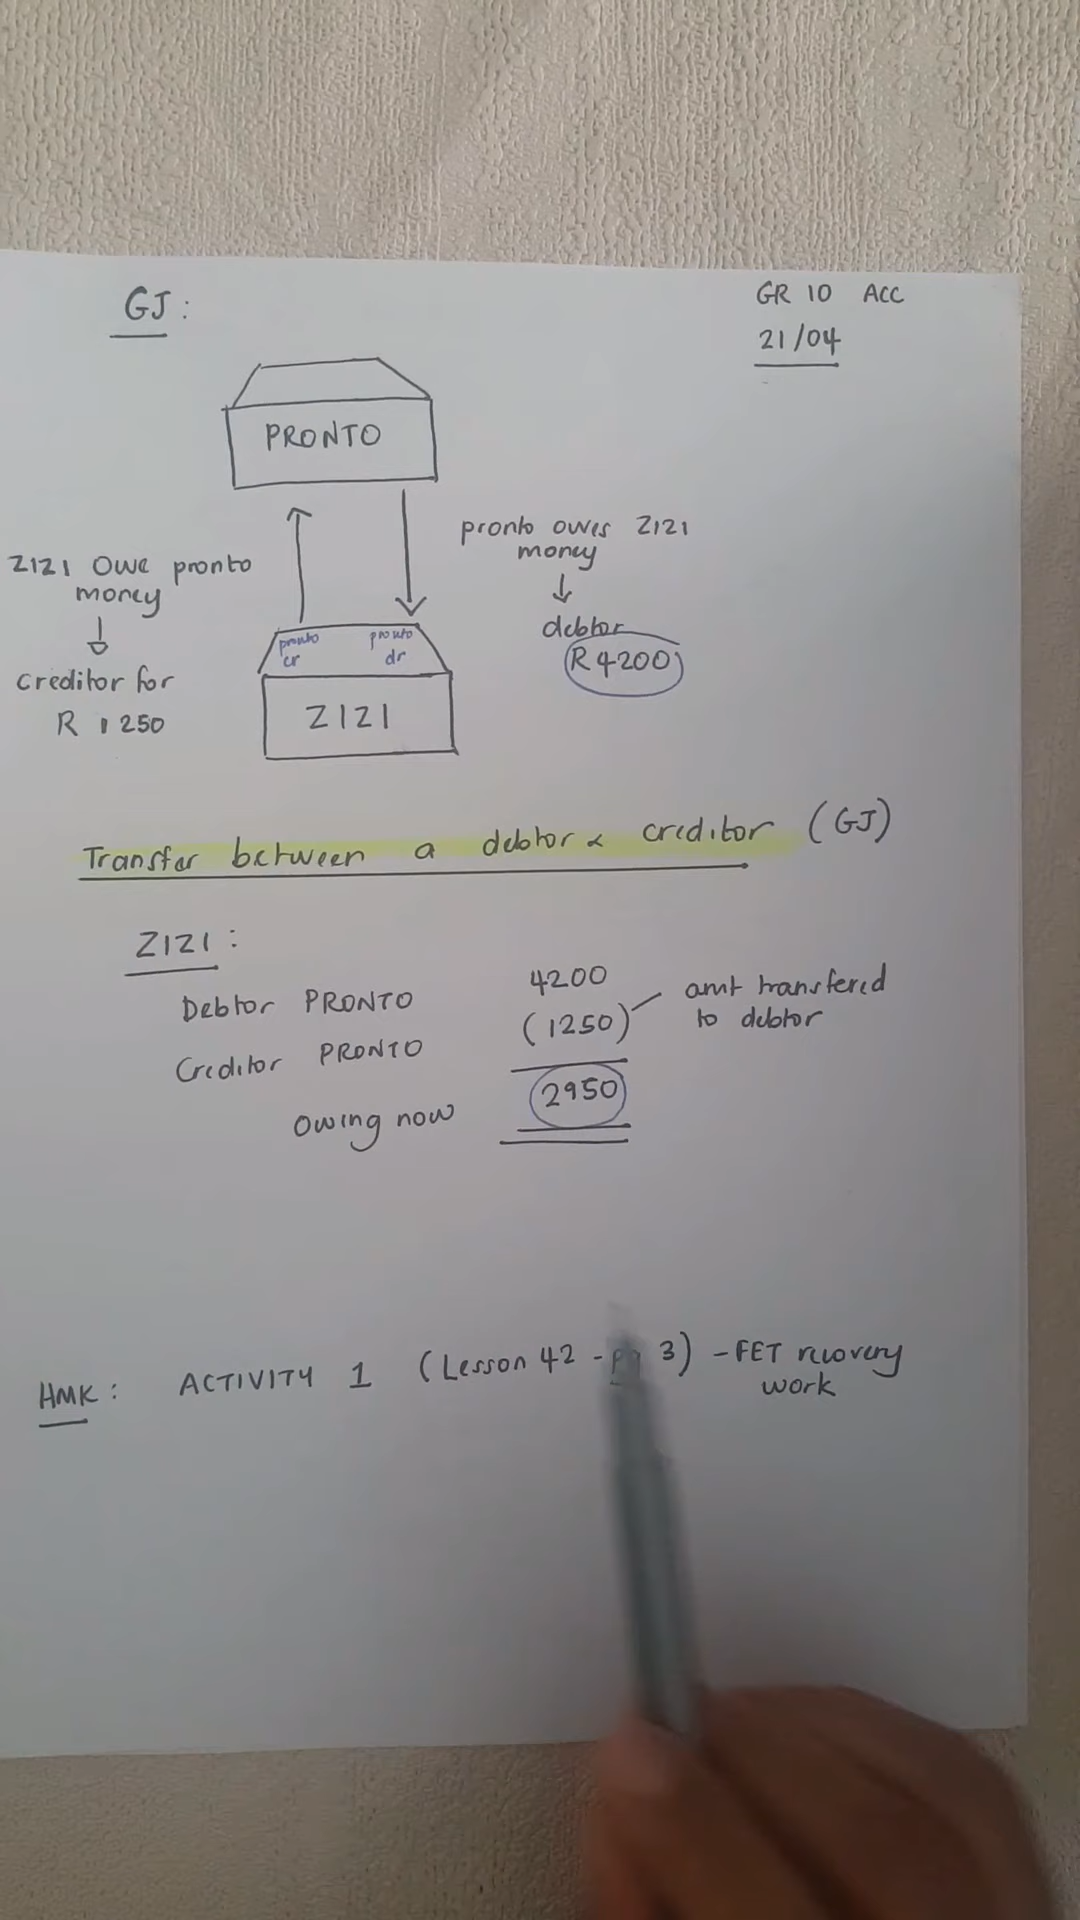 GJ:
GR 10 ACC
21/04
PRONTO
ZIZI owe pronto
money
creditor for
R 1250
pronto owes ZIZI
money
debtor
R4200
pronto
cr
pronto
dr
ZIZI
Transfer between a debtor & creditor (GJ)
ZIZI:
Debtor PRONTO 4200
Creditor PRONTO (1250)
amt transfered
to debtor
Owing now 2950
HMK: ACTIVITY 1 (Lesson 42 - pg 3) - FET recovery
work